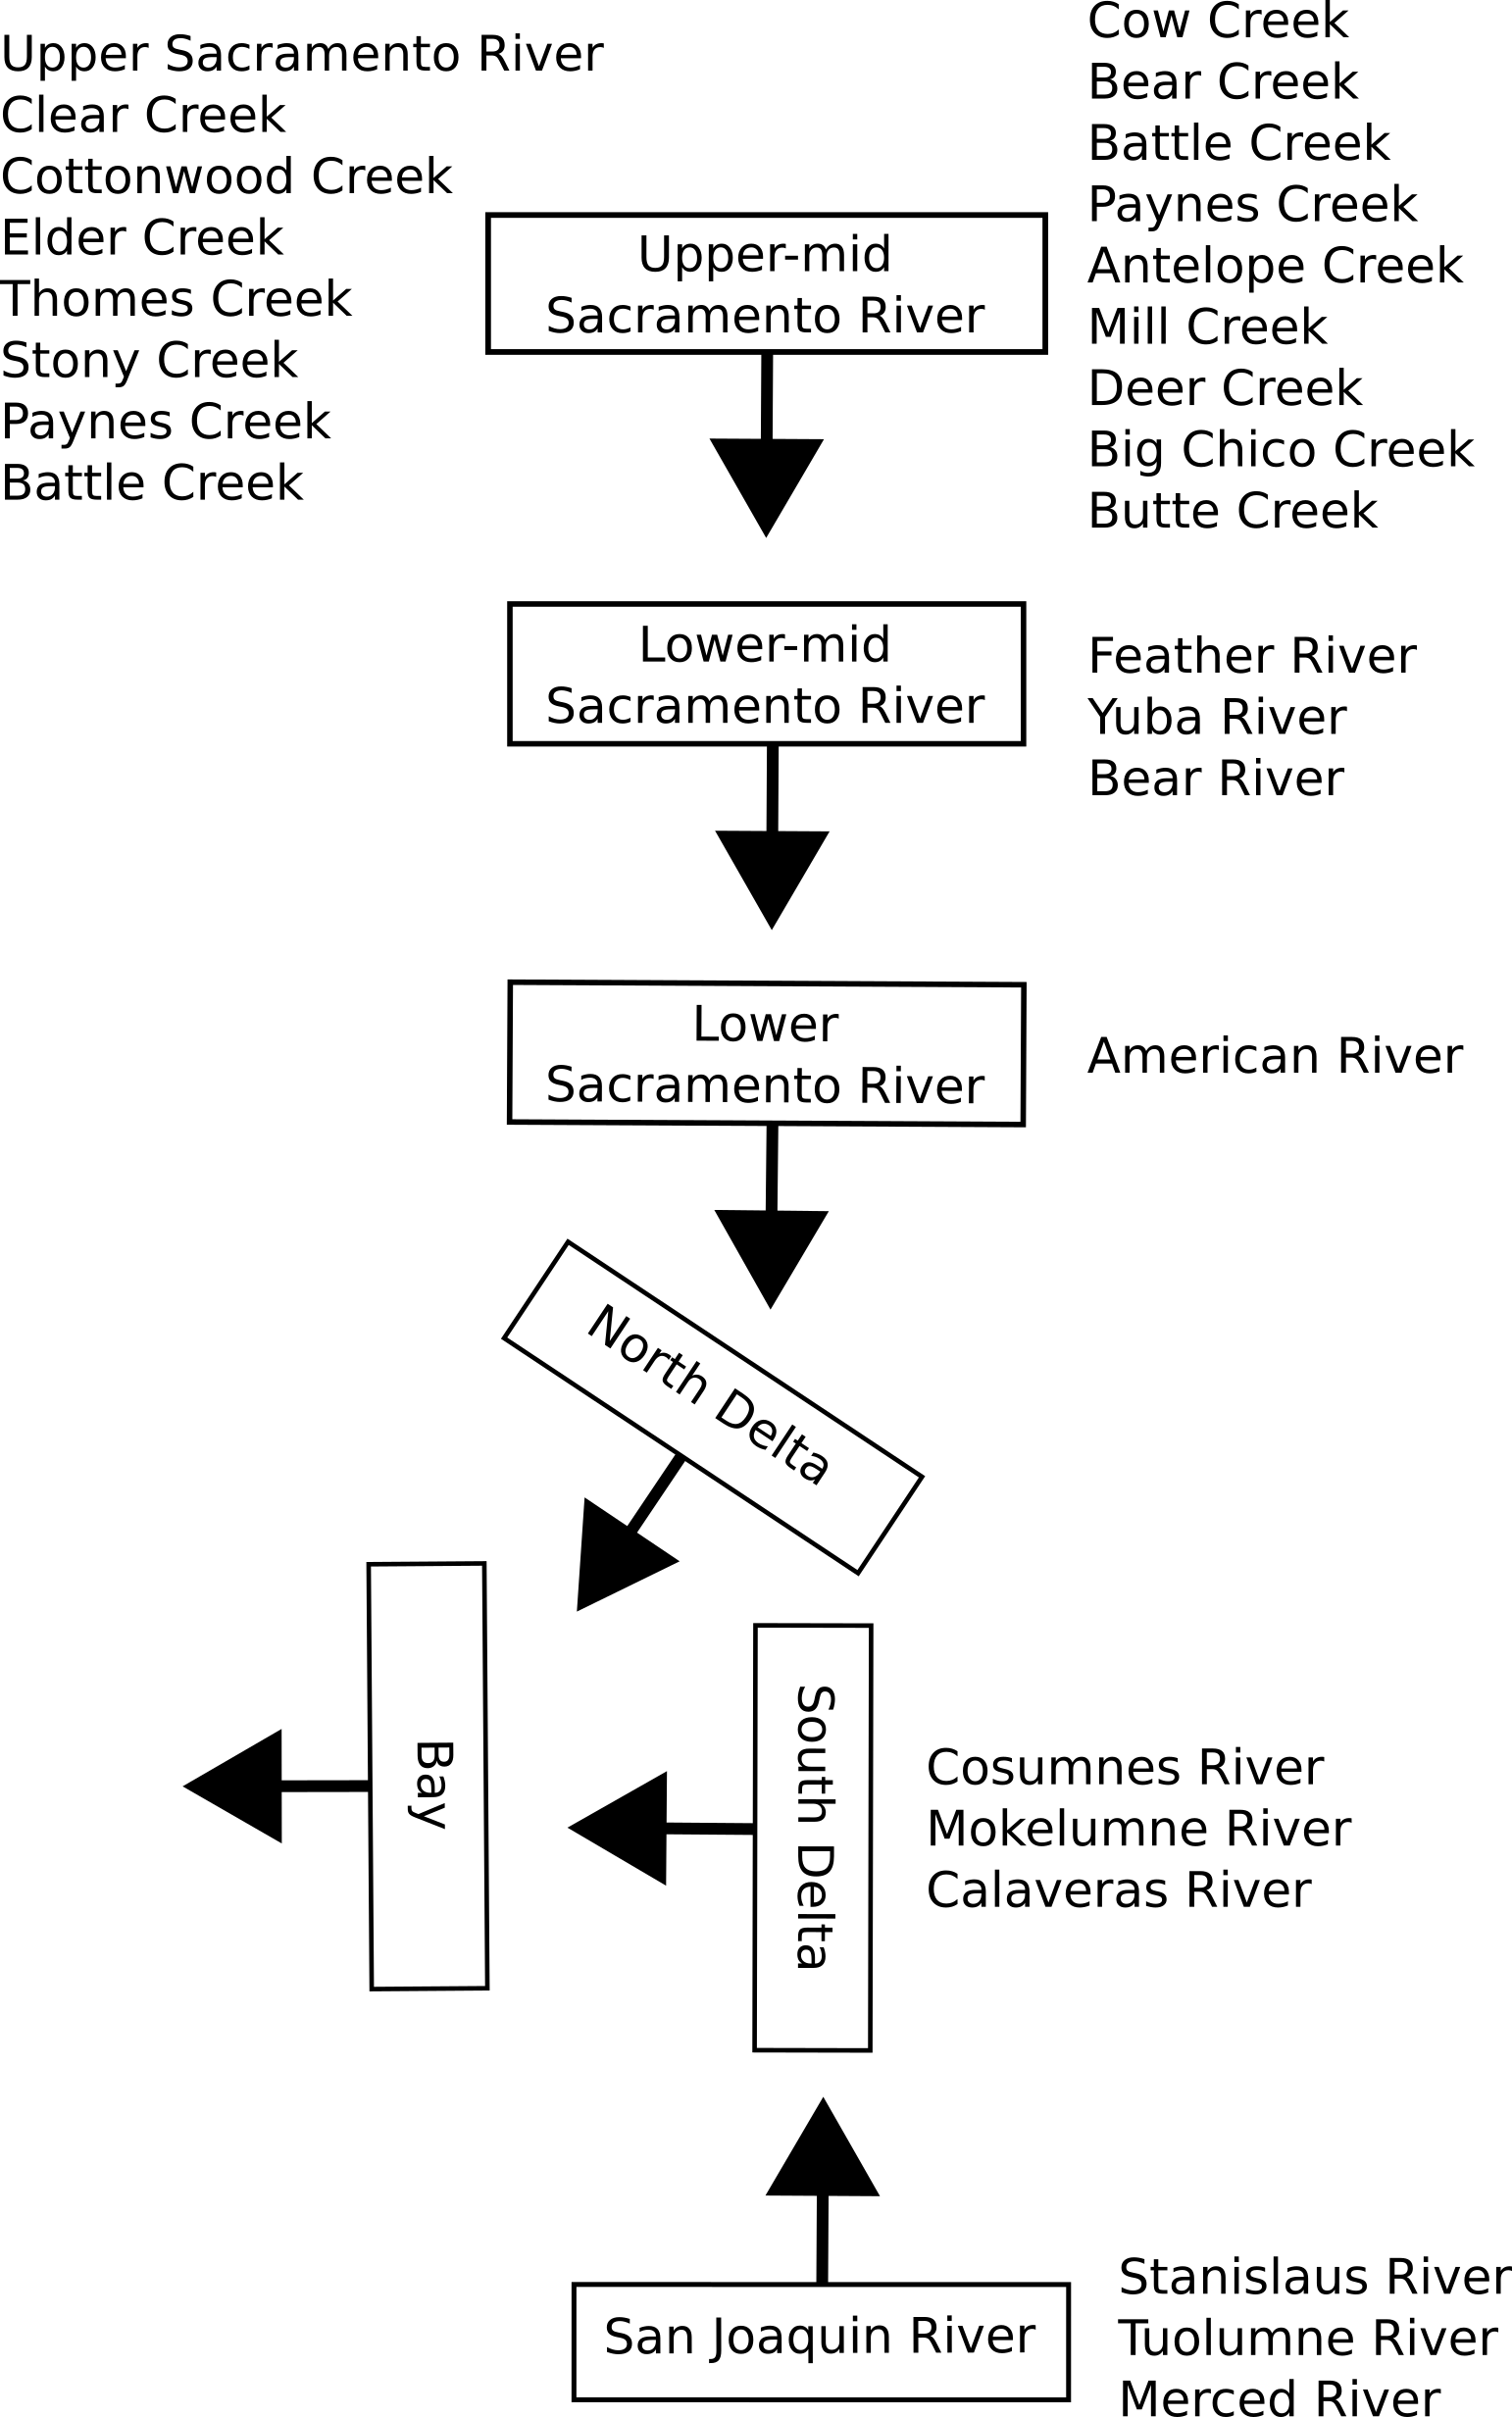 Upper Sacramento River
Clear Creek
Cottonwood Creek
Elder Creek
Thomes Creek
Stony Creek
Paynes Creek
Battle Creek
Upper-mid
Sacramento River
Cow Creek
Bear Creek
Battle Creek
Paynes Creek
Antelope Creek
Mill Creek
Deer Creek
Big Chico Creek
Butte Creek
Lower-mid
Sacramento River
Feather River
Yuba River
Bear River
Lower
Sacramento River
American River
North Delta
Bay
South Delta
Cosumnes River
Mokelumne River
Calaveras River
San Joaquin River
Stanislaus River
Tuolumne River
Merced River